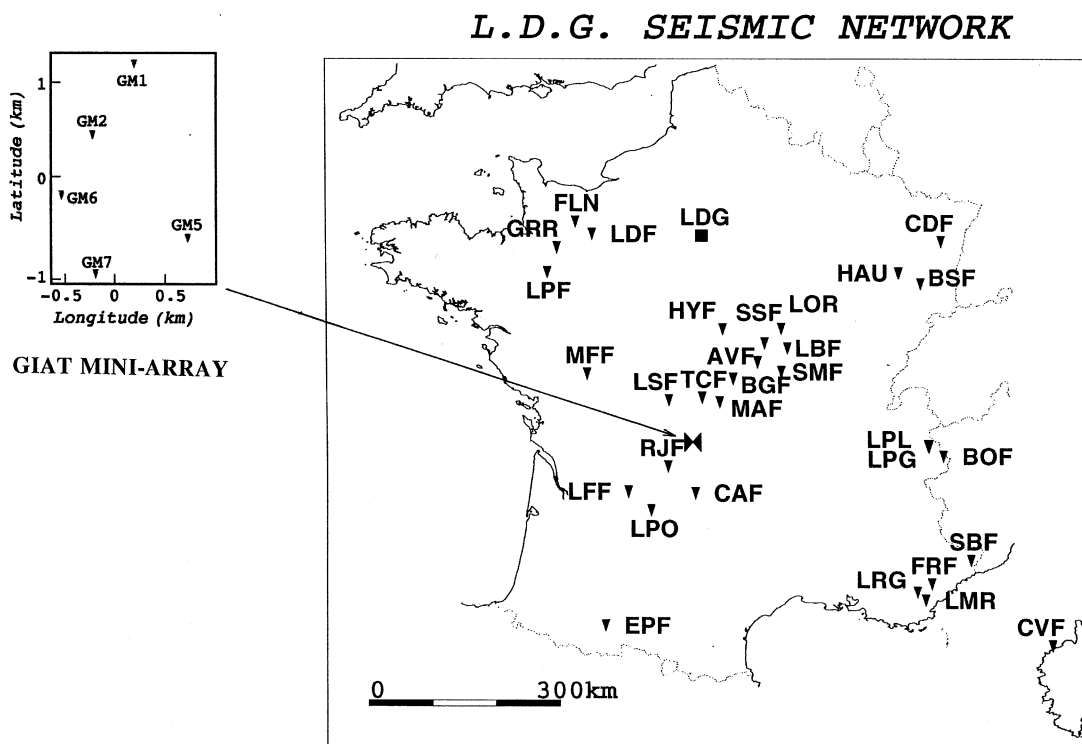 L.D.G. SEISMIC NETWORK
Latitude (km)
1
0
-1
GM1
GM2
GM6
GM5
GM7
-0.5 0 0.5
Longitude (km)
GIAT MINI-ARRAY
FLN
LDG
CDF
GRR
LDF
HAU
BSF
LPF
HYF
SSF
LOR
MFF
AVF
LBF
LSF
TCF
BGF
SMF
MAF
RJF
LPL
LPG
BOF
LFF
CAF
LPO
SBF
LRG
FRF
LMR
EPF
CVF
0 300km